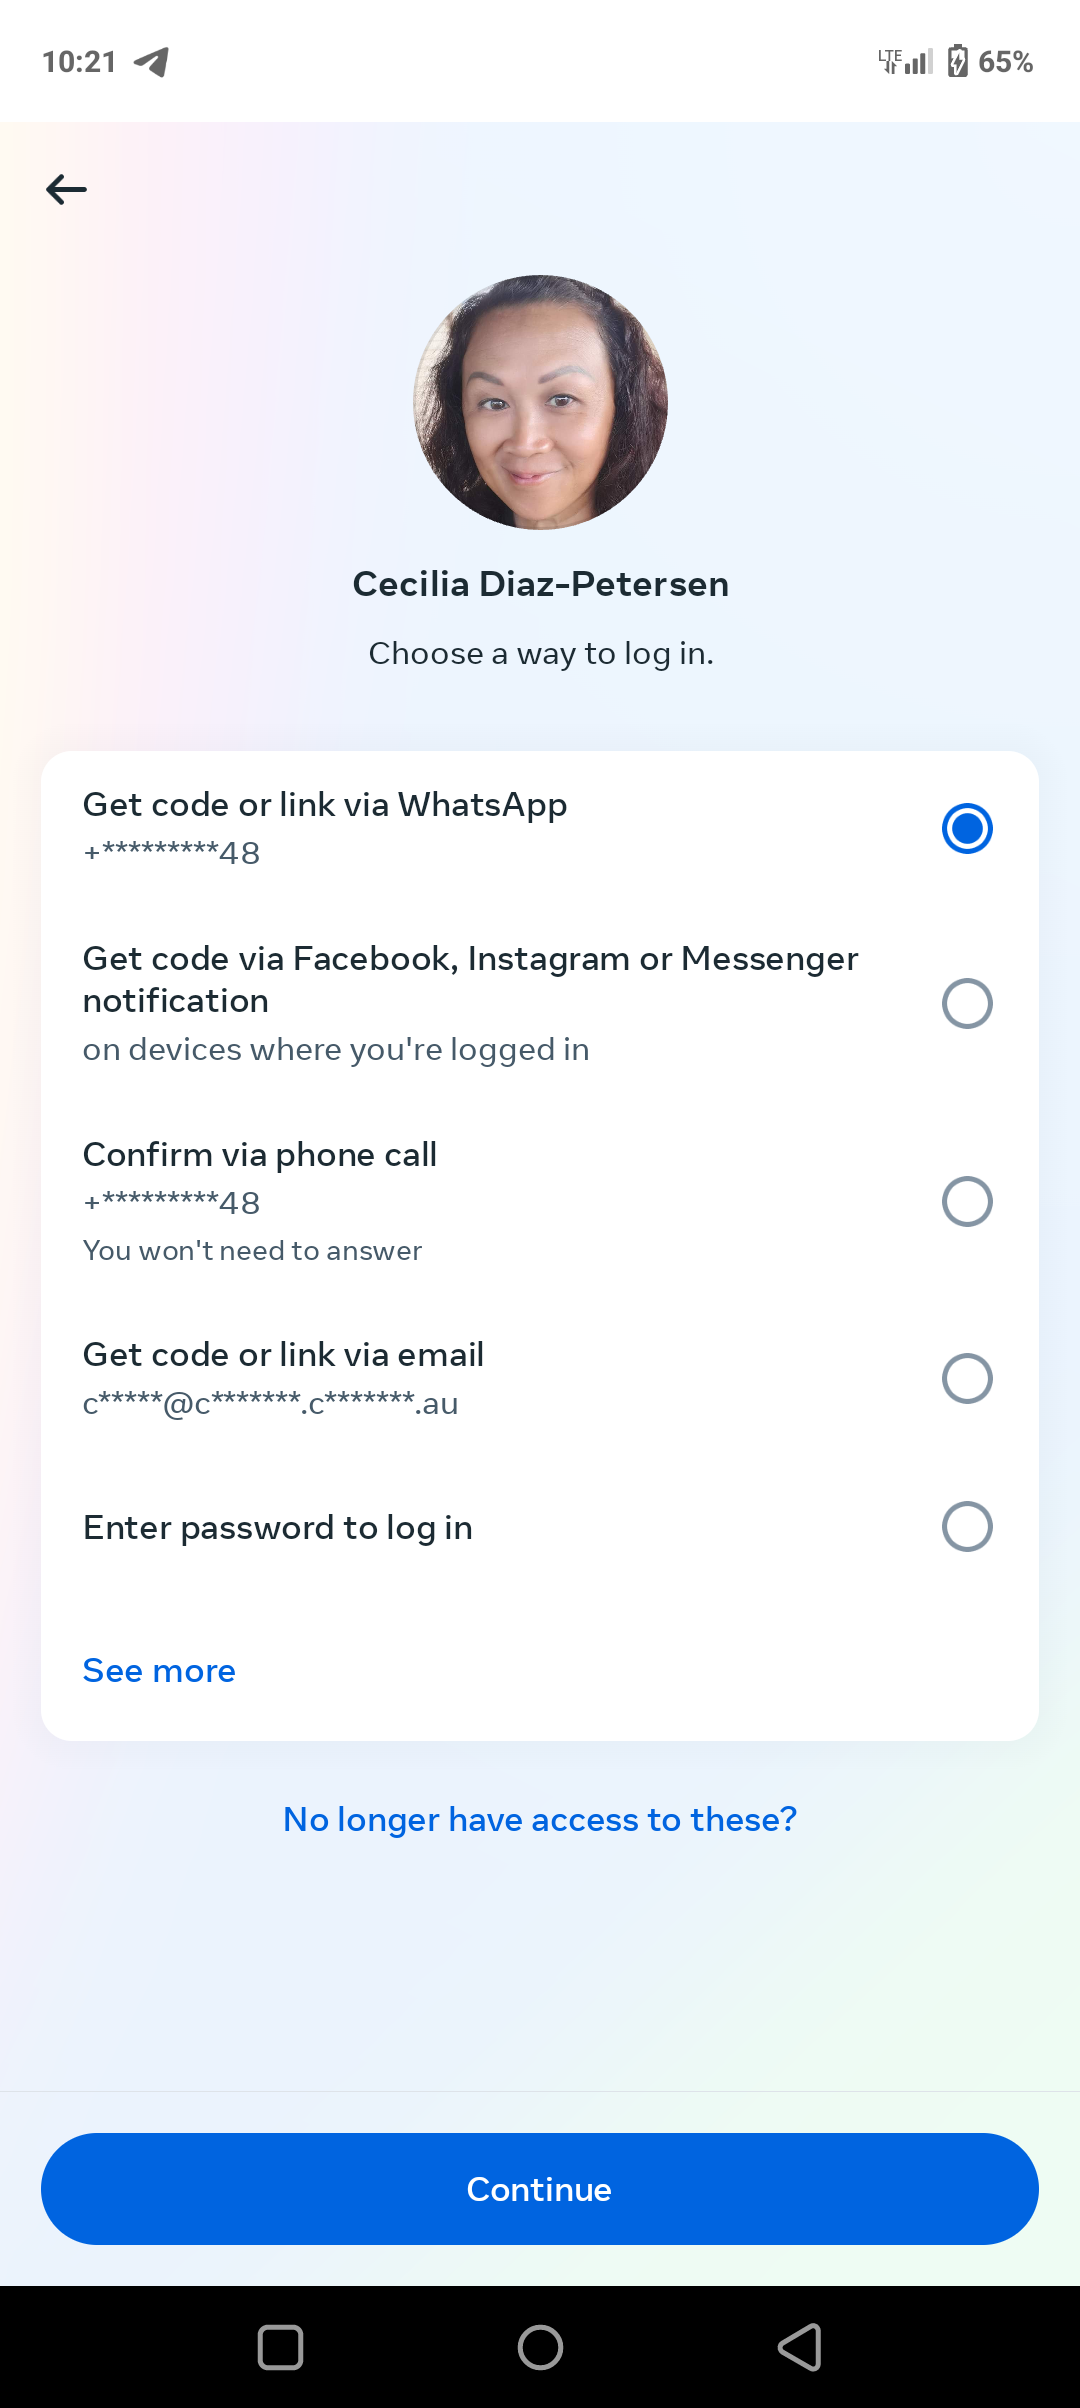 10:21
LTE
65%
Cecilia Diaz-Petersen
Choose a way to log in.
Get code or link via WhatsApp
+*********48
Get code via Facebook, Instagram or Messenger
notification
on devices where you're logged in
Confirm via phone call
+*********48
You won't need to answer
Get code or link via email
c*****@c*******.c*******.au
Enter password to log in
See more
No longer have access to these?
Continue